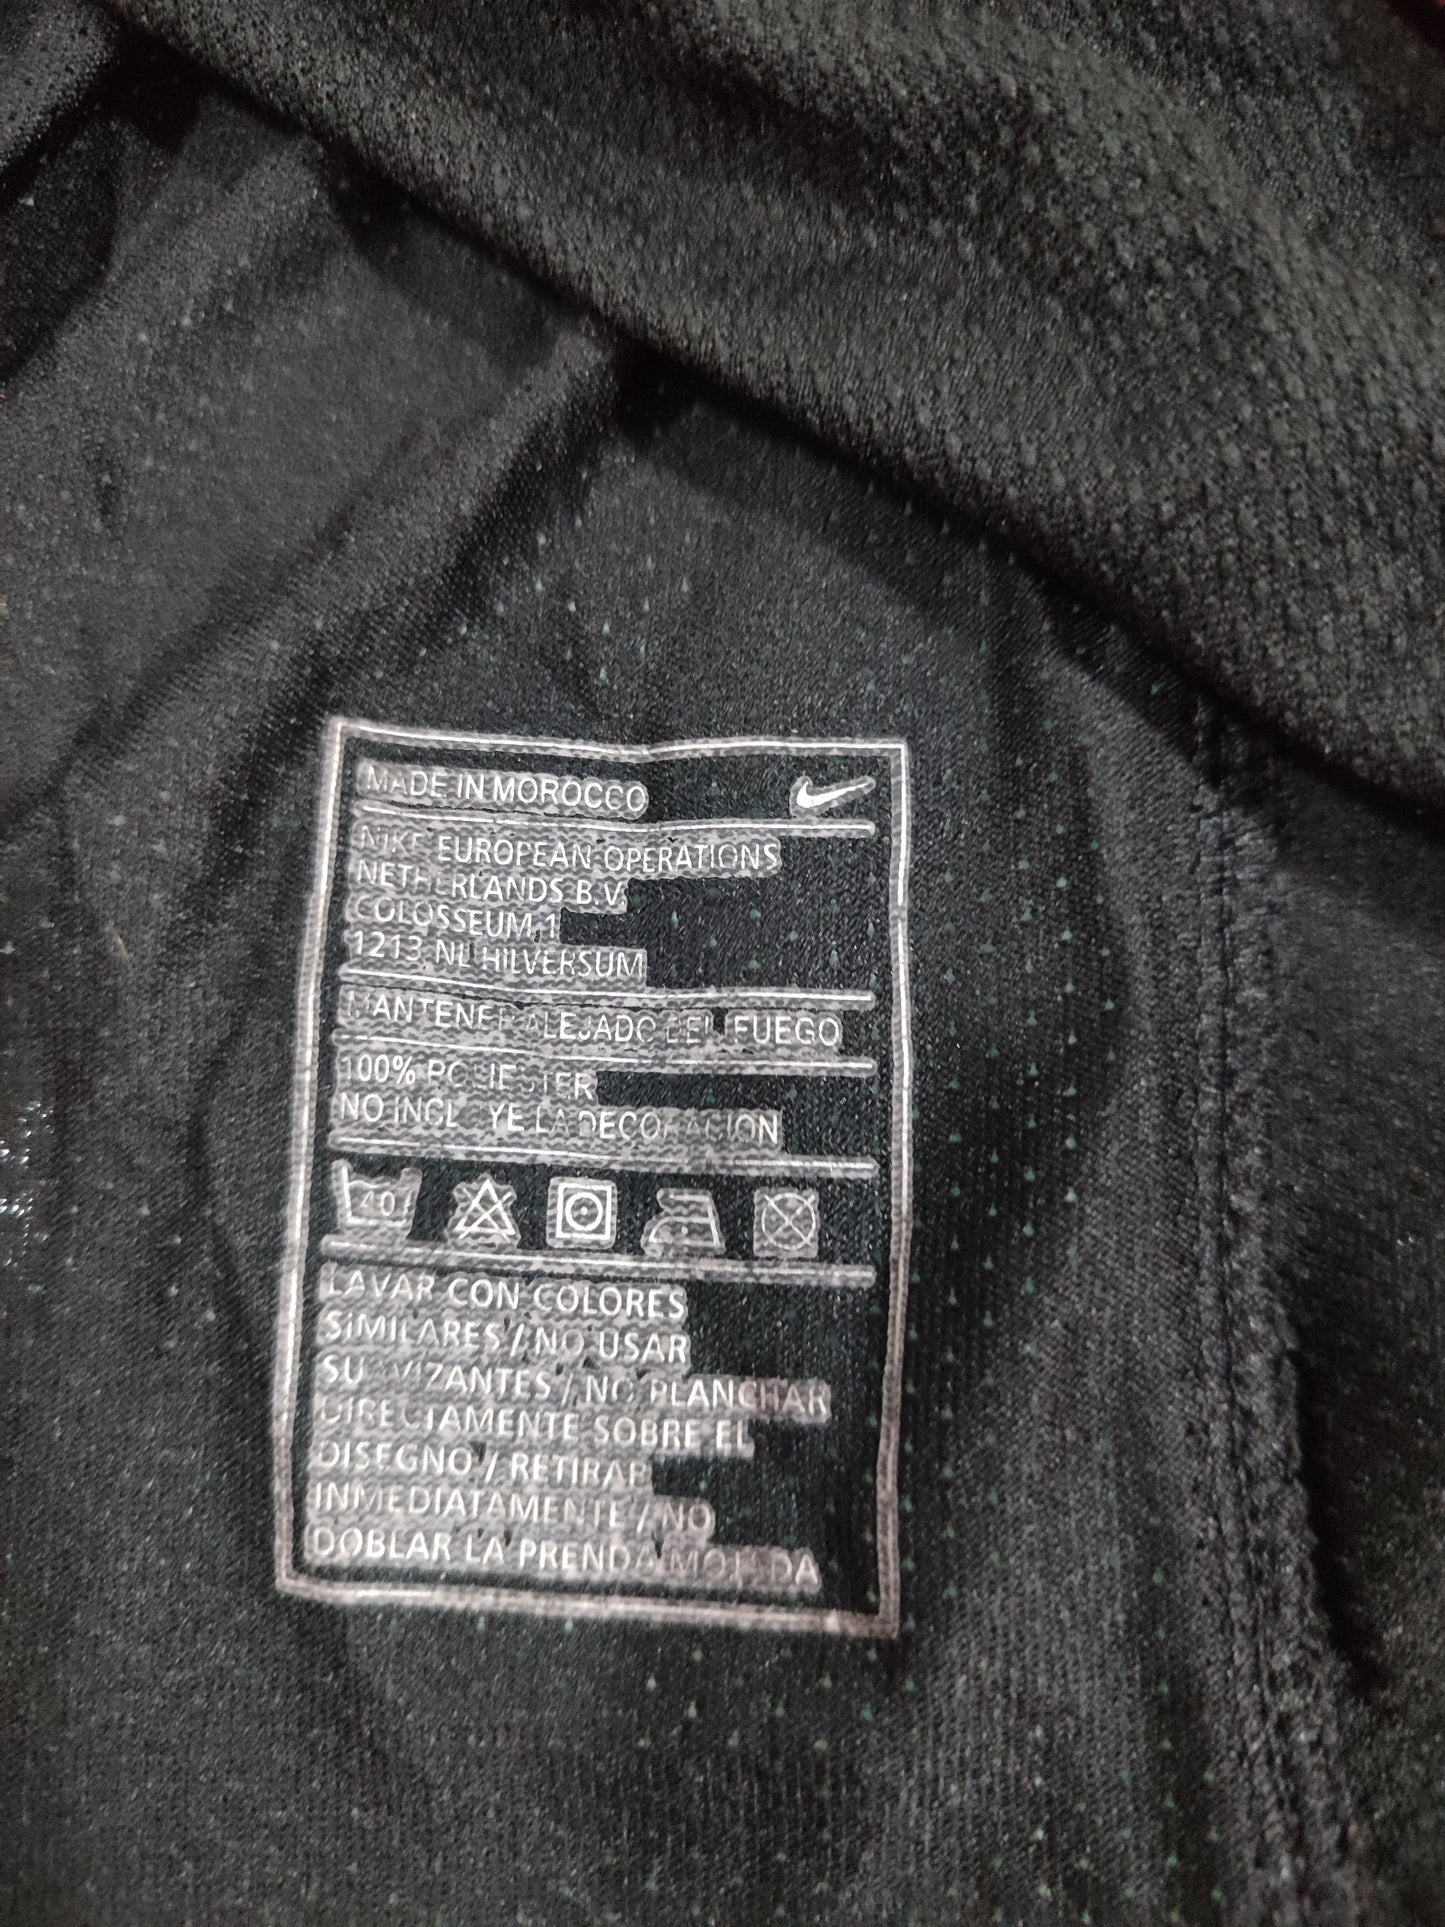 MADE IN MOROCCO
NIKE EUROPEAN OPERATIONS
NETHERLANDS B.V.
COLOSSEUM 1
1213 NL HILVERSUM
MANTENER ALEJADO DEL FUEGO
100% POLIESTER
NO INCLUYE LA DECORACION
40
LAVAR CON COLORES
SIMILARES / NO USAR
SUAVIZANTES / NO PLANCHAR
DIRECTAMENTE SOBRE EL
DISEGNO / RETIRAR
INMEDIATAMENTE / NO
DOBLAR LA PRENDA MOJADA